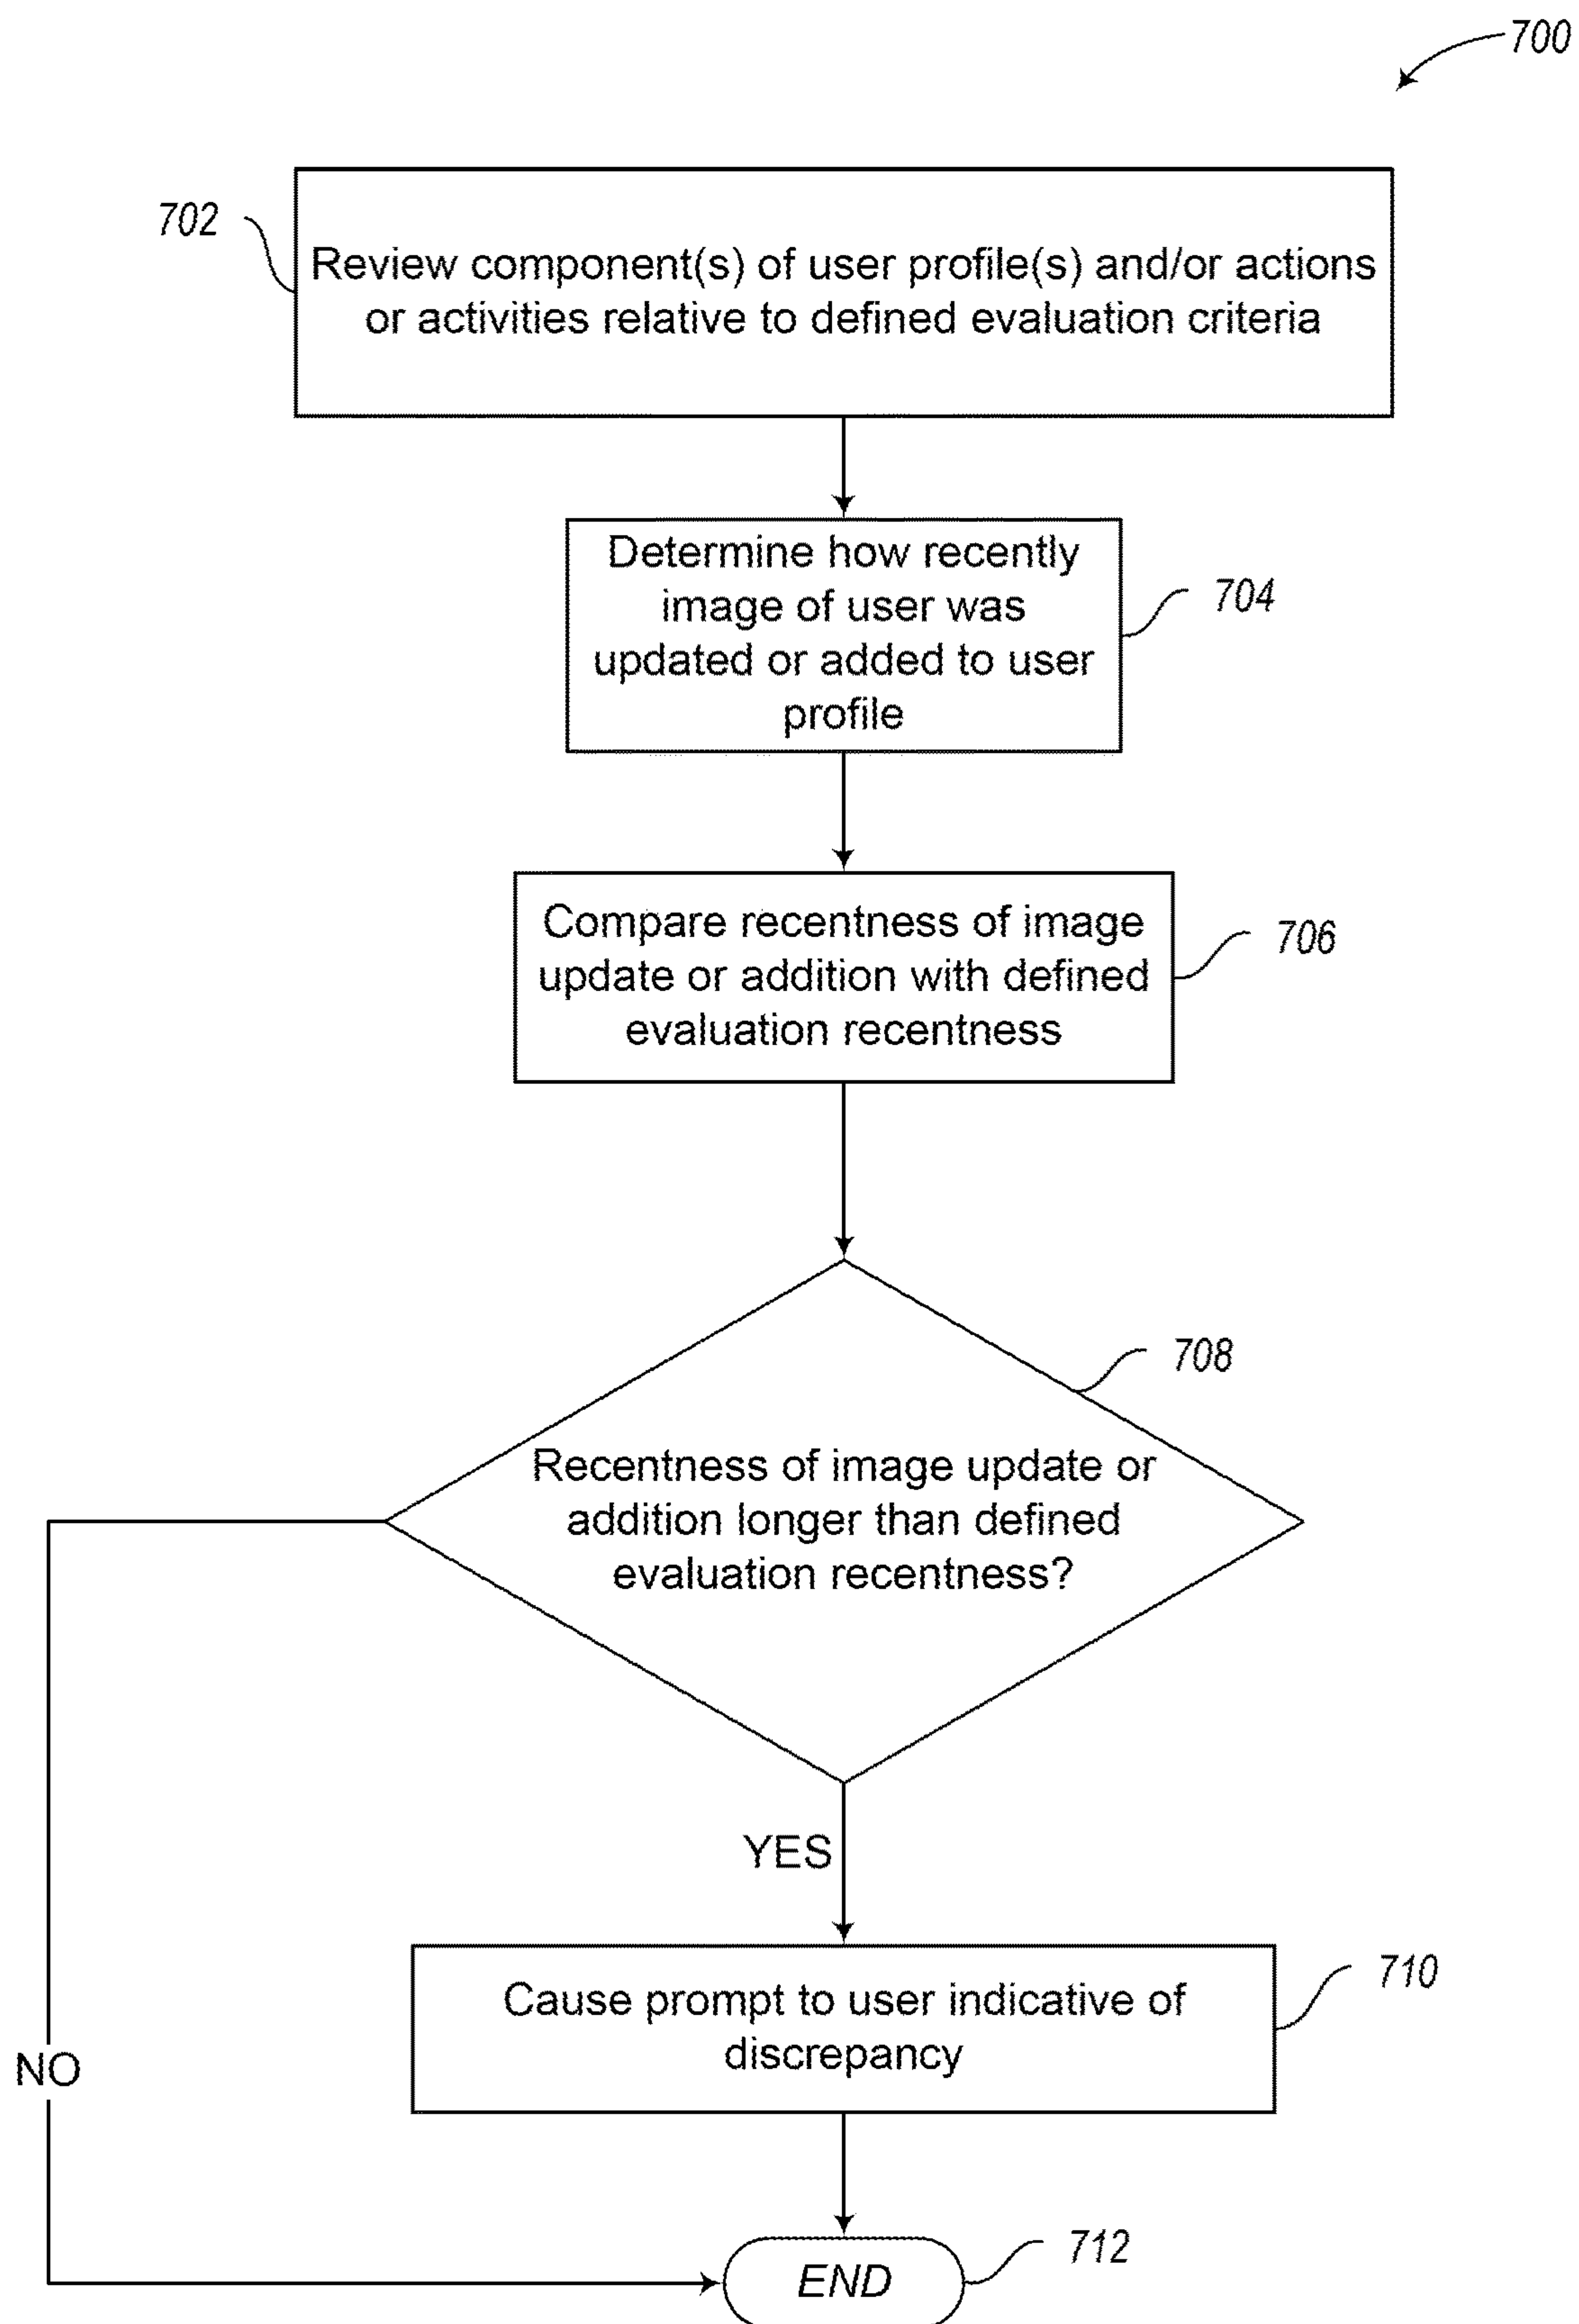 700
702
Review component(s) of user profile(s) and/or actions
or activities relative to defined evaluation criteria
Determine how recently
image of user was
updated or added to user
profile
704
Compare recentness of image
update or addition with defined
evaluation recentness
706
708
Recentness of image update or
addition longer than defined
evaluation recentness?
YES
Cause prompt to user indicative of
discrepancy
710
NO
END
712